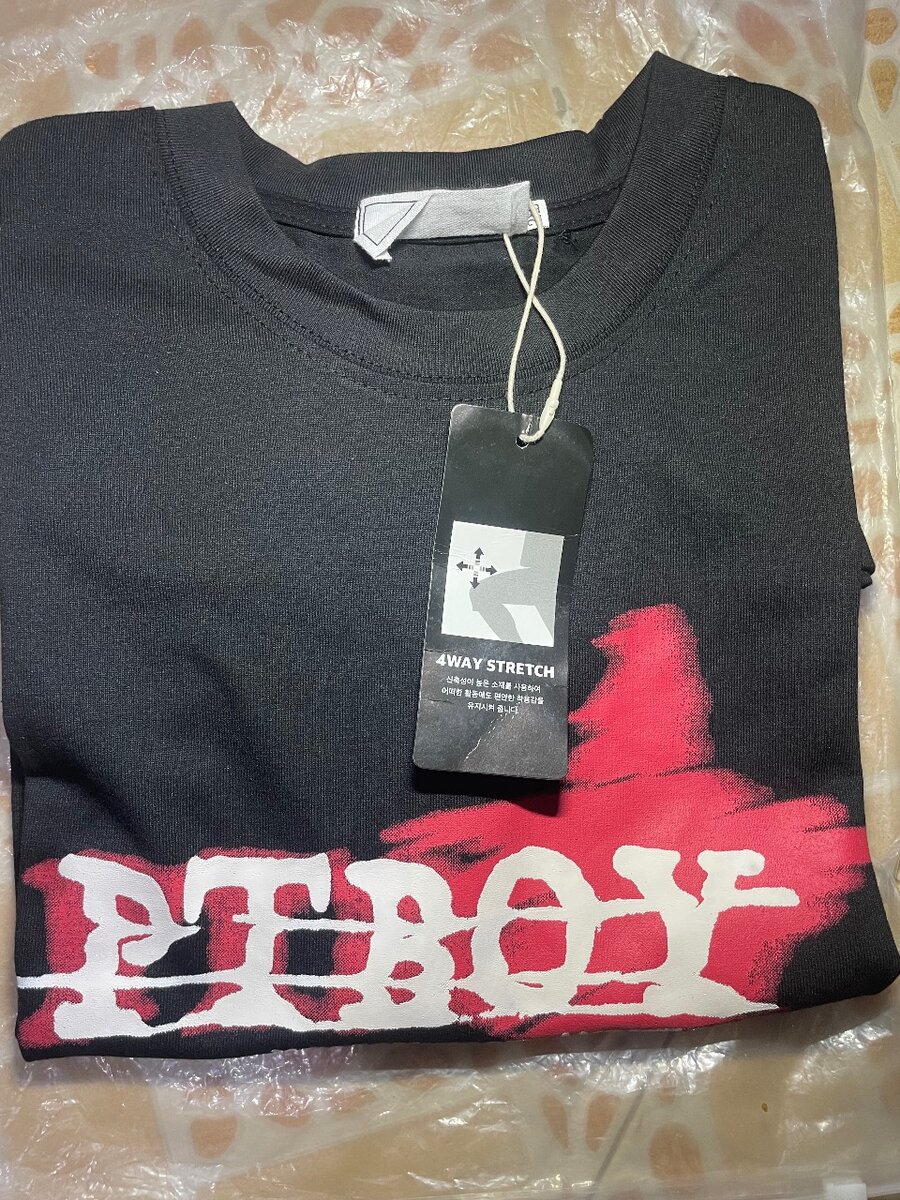 4WAY STRETCH
신축성이 높은 소재를 사용하여
어떠한 활동에도 편안한 착용감을
유지시켜 줍니다.
PTBOY